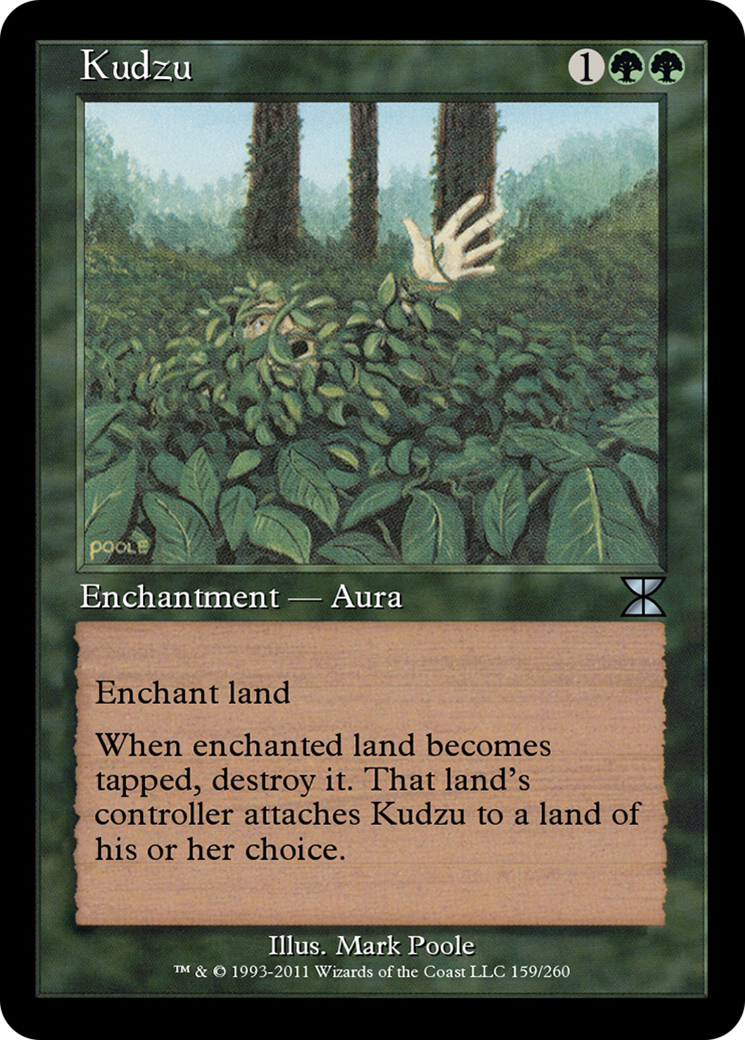 Kudzu 1
POOLE
Enchantment — Aura
Enchant land
When enchanted land becomes
tapped, destroy it. That land's
controller attaches Kudzu to a land of
his or her choice.
Illus. Mark Poole
™ & © 1993-2011 Wizards of the Coast LLC 159/260